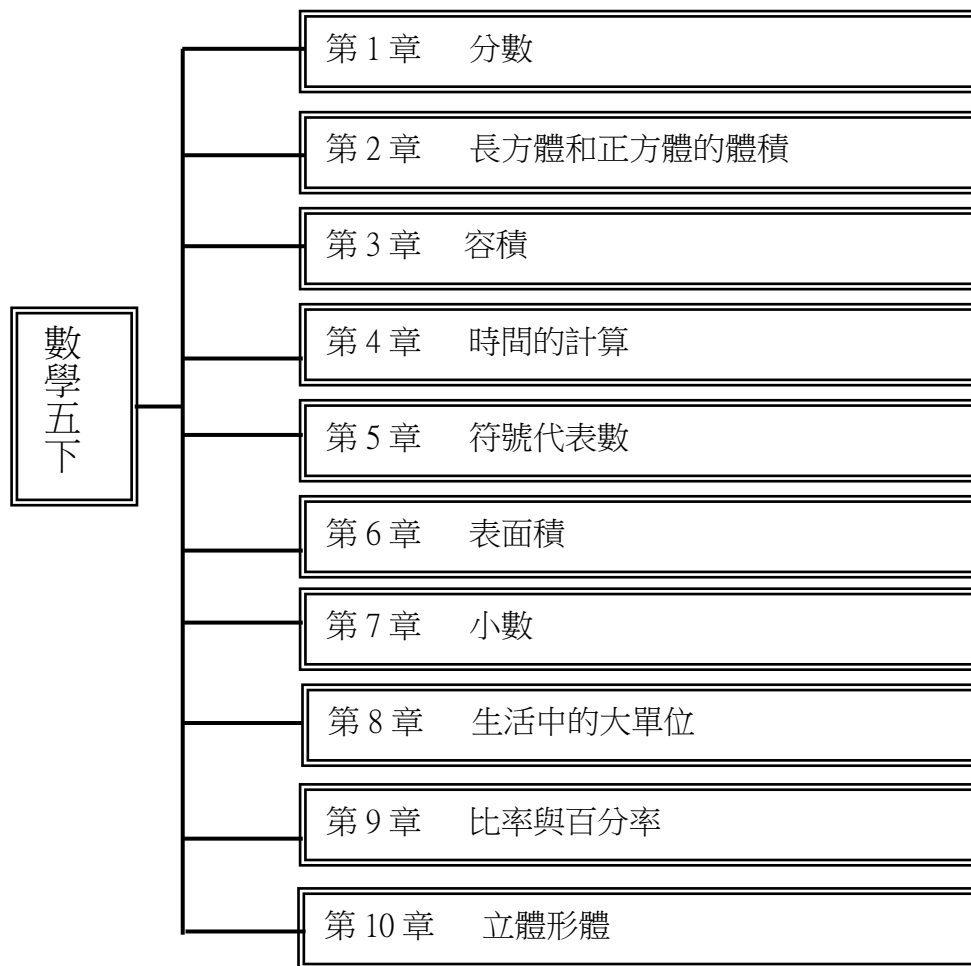 數學五下
第 1 章 分數
第 2 章 長方體和正方體的體積
第 3 章 容積
第 4 章 時間的計算
第 5 章 符號代表數
第 6 章 表面積
第 7 章 小數
第 8 章 生活中的大單位
第 9 章 比率與百分率
第 10 章 立體形體